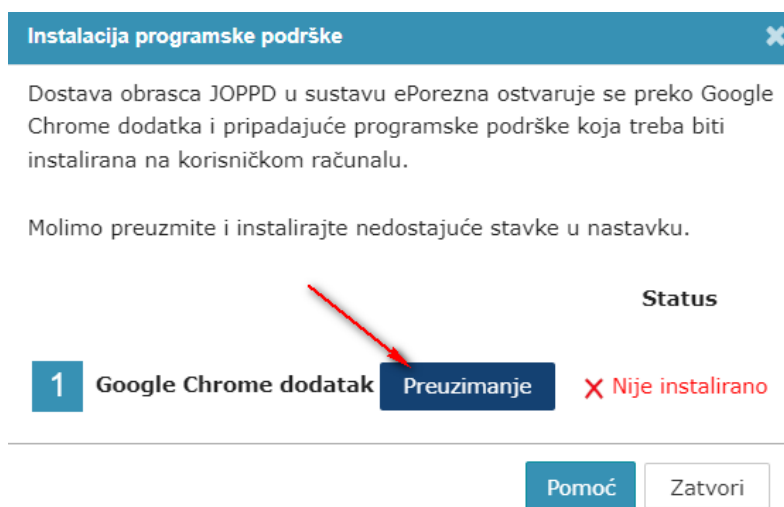 Instalacija programske podrške
Dostava obrasca JOPPD u sustavu ePorezna ostvaruje se preko Google
Chrome dodatka i pripadajuće programske podrške koja treba biti
instalirana na korisničkom računalu.
Molimo preuzmite i instalirajte nedostajuće stavke u nastavku.
Status
1 Google Chrome dodatak Preuzimanje Nije instalirano
Pomoć Zatvori